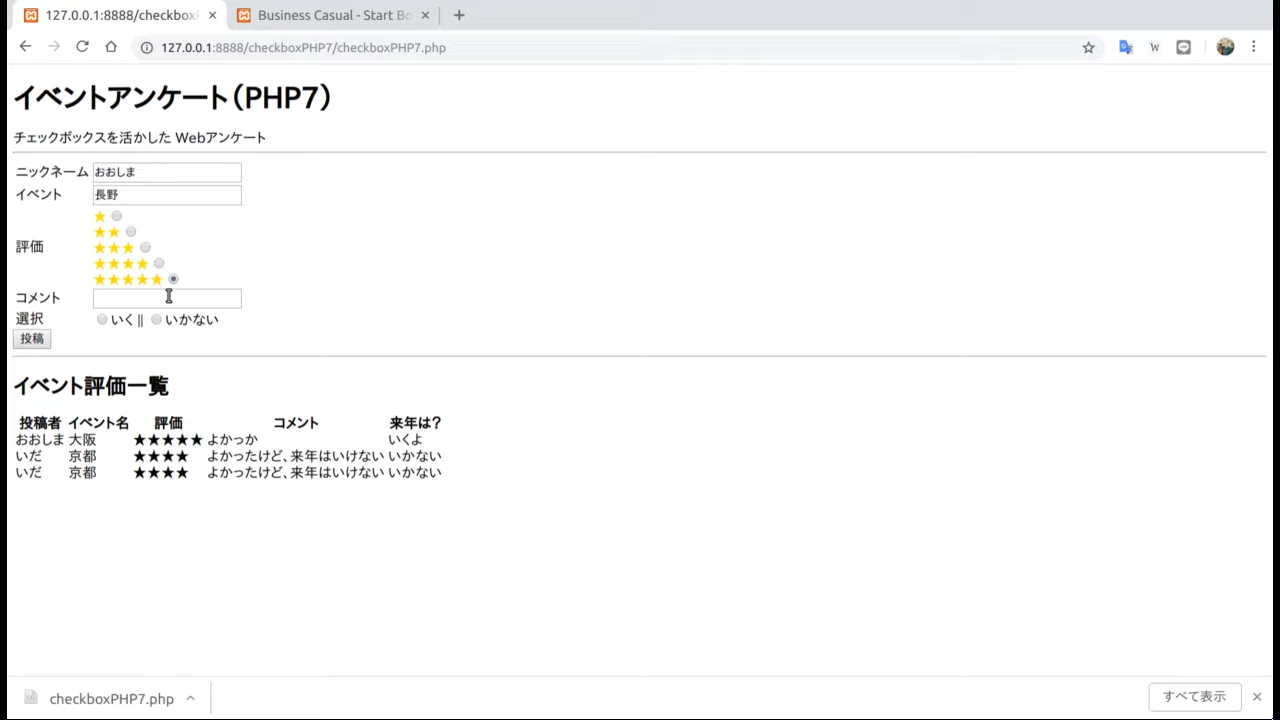 127.0.0.1:8888/checkbox
Business Casual - Start Bo
127.0.0.1:8888/checkboxPHP7/checkboxPHP7.php
W
イベントアンケート（PHP7）
チェックボックスを活かした Webアンケート
ニックネーム おおしま
イベント 長野
★
★★
★★★
評価
★★★★
★★★★★
コメント
選択 いく || いかない
投稿
イベント評価一覧
投稿者 イベント名 評価 コメント 来年は？
おおしま 大阪 ★★★★★ よかっか いくよ
いだ 京都 ★★★★ よかったけど、来年はいけない いかない
いだ 京都 ★★★★ よかったけど、来年はいけない いかない
checkboxPHP7.php
すべて表示